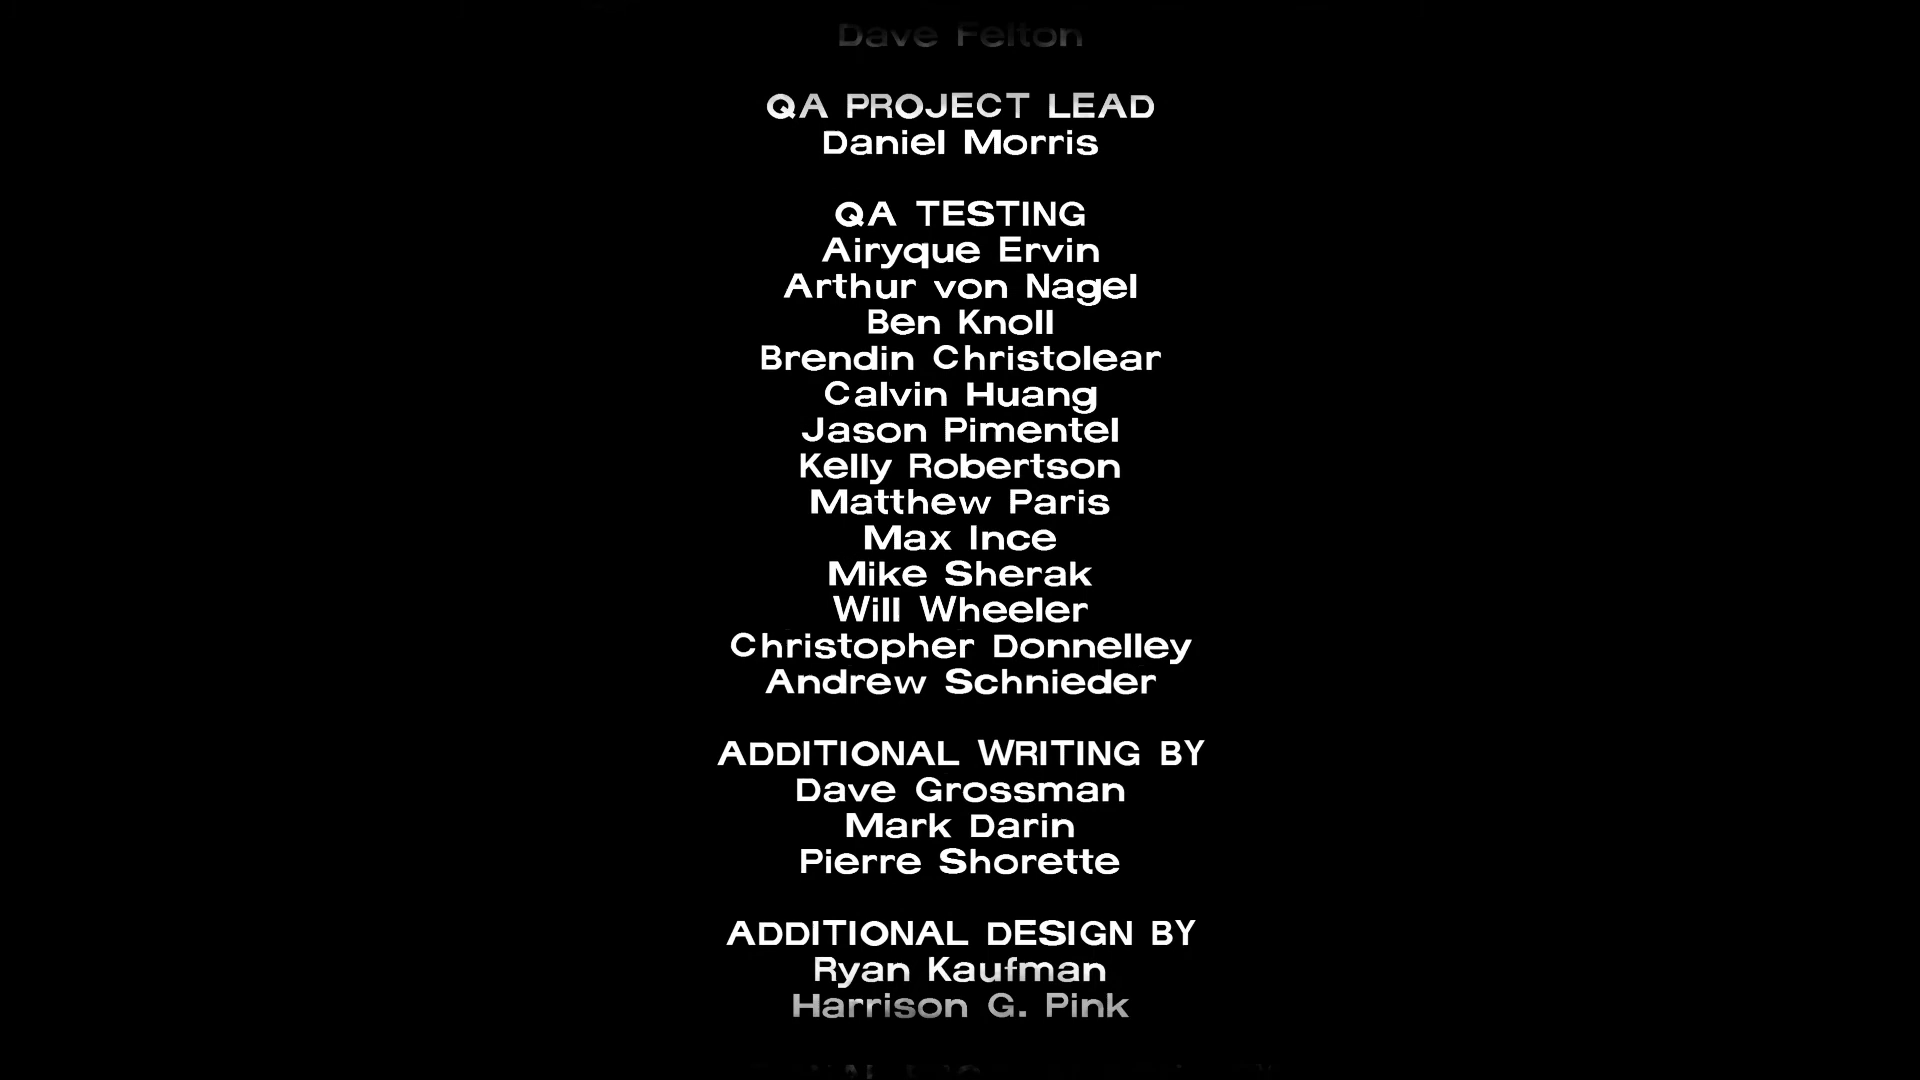 Dave Felton
QA PROJECT LEAD
Daniel Morris
QA TESTING
Airyque Ervin
Arthur von Nagel
Ben Knoll
Brendin Christolear
Calvin Huang
Jason Pimentel
Kelly Robertson
Matthew Paris
Max Ince
Mike Sherak
Will Wheeler
Christopher Donnelley
Andrew Schnieder
ADDITIONAL WRITING BY
Dave Grossman
Mark Darin
Pierre Shorette
ADDITIONAL DESIGN BY
Ryan Kaufman
Harrison G. Pink